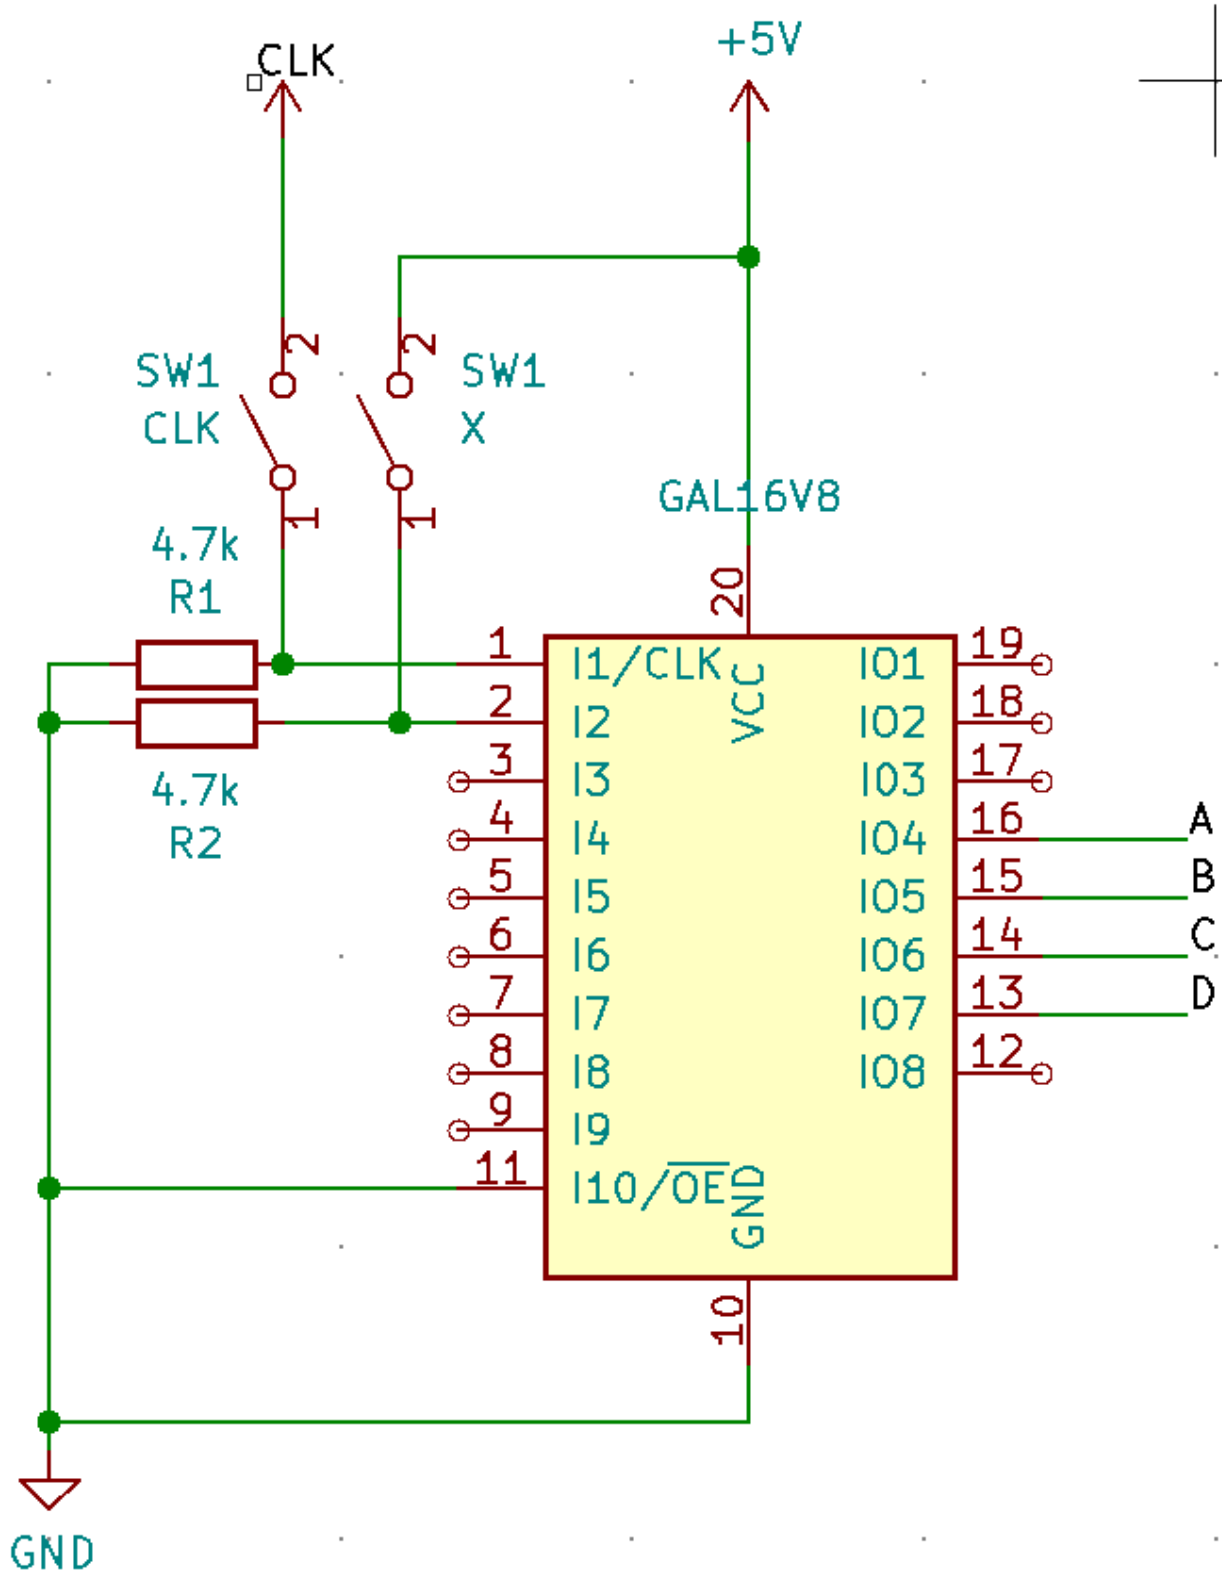 CLK
+5V
2
2
SW1
CLK
SW1
X
1
1
GAL16V8
4.7k
R1
20
1
I1/CLK
VCC
IO1
19
2
I2
IO2
18
4.7k
R2
3
I3
I03
17
4
I4
IO4
16
A
5
I5
IO5
15
B
6
I6
IO6
14
C
7
I7
IO7
13
D
8
I8
IO8
12
9
I9
11
I10/OE
GND
10
GND